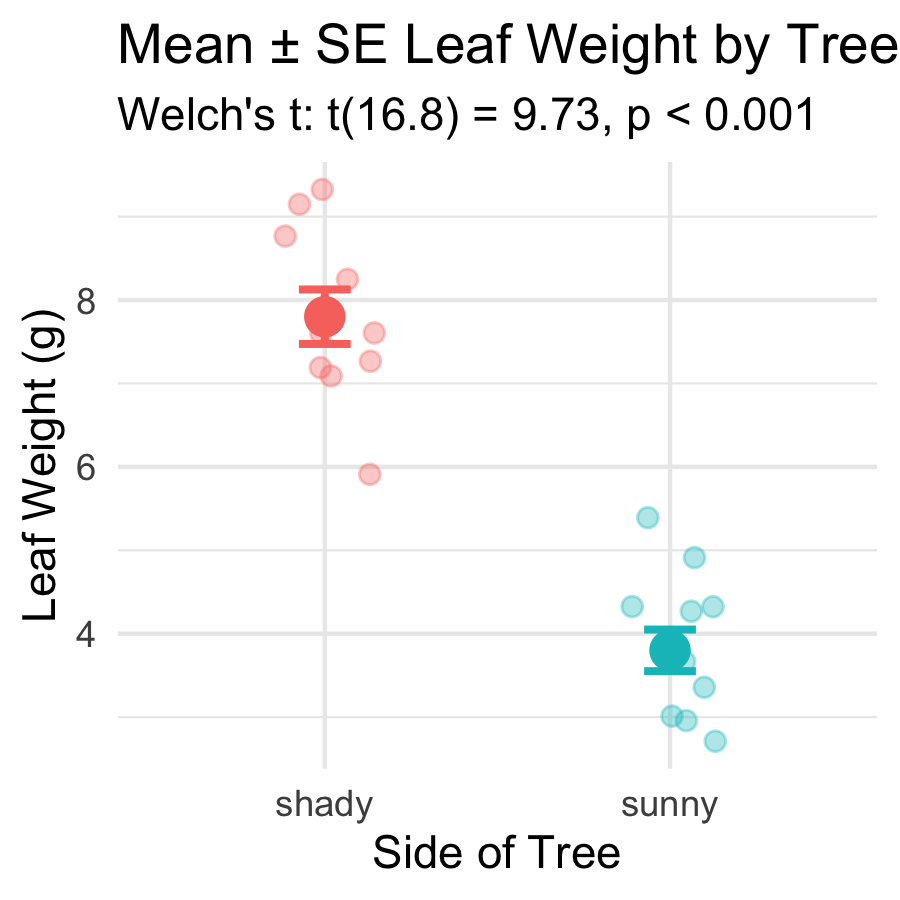 Mean ± SE Leaf Weight by Tree
Welch's t: t(16.8) = 9.73, p < 0.001
Leaf Weight (g)
8
6
4
shady
sunny
Side of Tree